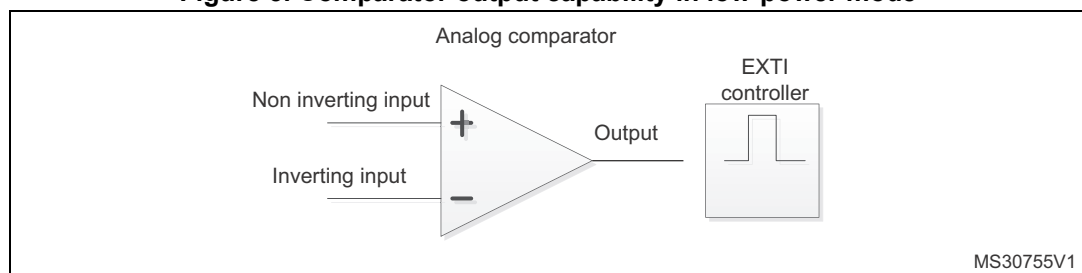 Figure Comparator output capability in low power mode
Analog comparator
EXTI
controller
Non inverting input
+
Output
Inverting input
−
MS30755V1